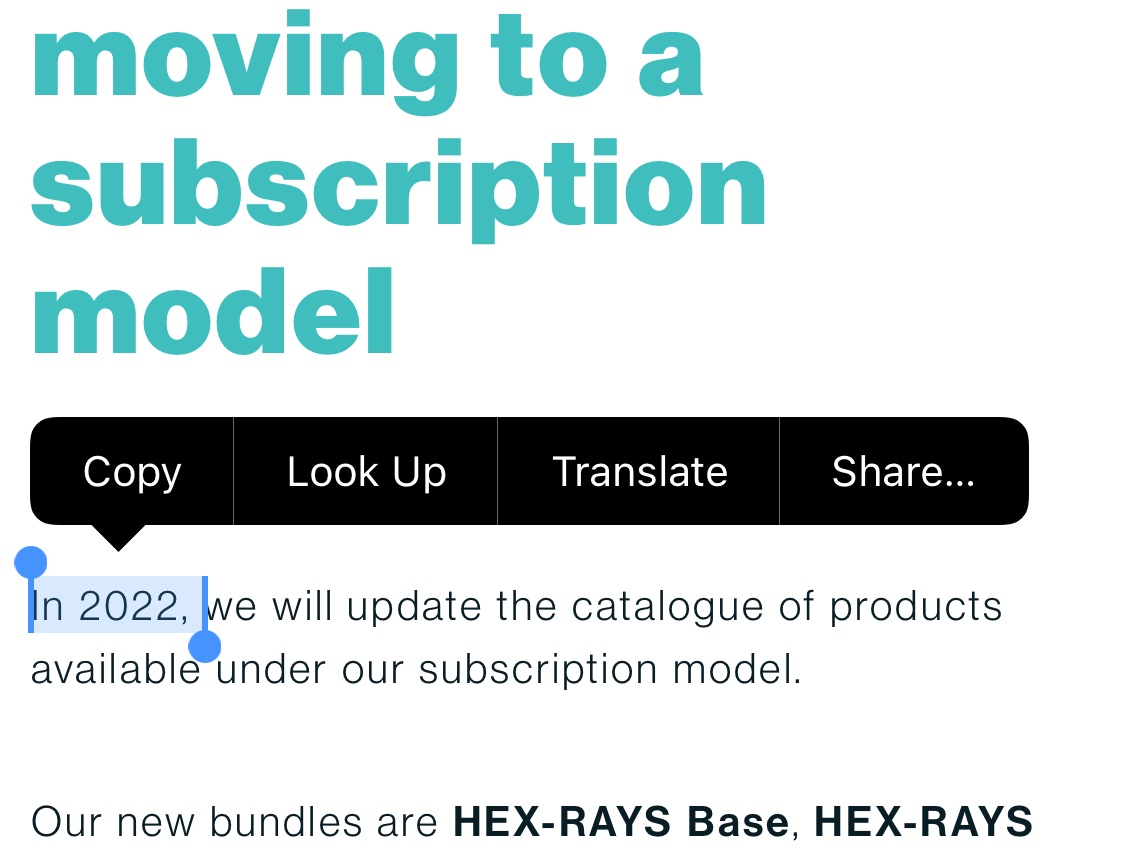 moving to a
subscription
model
Copy Look Up Translate Share...
In 2022, we will update the catalogue of products
available under our subscription model.
Our new bundles are HEX-RAYS Base, HEX-RAYS